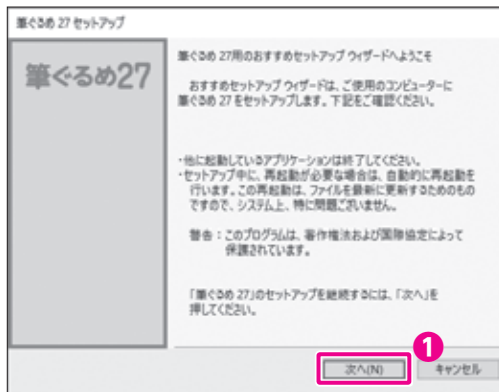 筆ぐるめ 27 セットアップ
筆ぐるめ27
筆ぐるめ 27用のおすすめセットアップ ウィザードへようこそ
おすすめセットアップ ウィザードは、ご使用のコンピューターに
筆ぐるめ 27 をセットアップします。下記をご確認ください。
・他に起動しているアプリケーションは終了してください。
・セットアップ中に、再起動が必要な場合は、自動的に再起動を
行います。この再起動は、ファイルを最新に更新するためのもの
ですので、システム上、特に問題ございません。
警告：このプログラムは、著作権法および国際協定によって
保護されています。
「筆ぐるめ 27」のセットアップを継続するには、「次へ」を
押してください。
1
次へ(N)
キャンセル